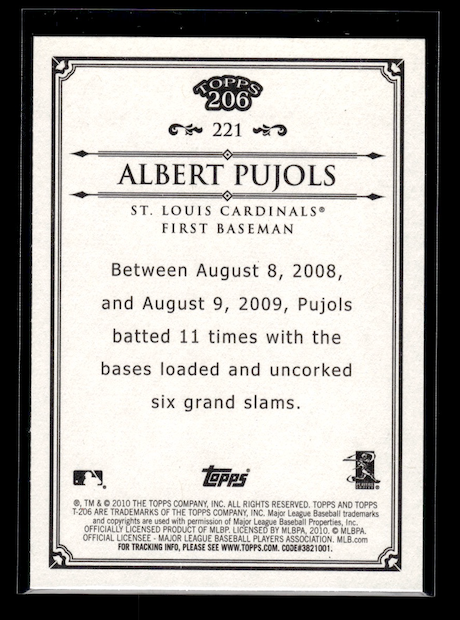 TOPPS
206
221
ALBERT PUJOLS
ST. LOUIS CARDINALS®
FIRST BASEMAN
Between August 8, 2008,
and August 9, 2009, Pujols
batted 11 times with the
bases loaded and uncorked
six grand slams.
Topps®
®, TM & © 2010 THE TOPPS COMPANY, INC. ALL RIGHTS RESERVED. TOPPS AND TOPPS
T-206 ARE TRADEMARKS OF THE TOPPS COMPANY, INC. Major League Baseball trademarks
and copyrights are used with permission of Major League Baseball Properties, Inc.
OFFICIALLY LICENSED PRODUCT OF MLBP. LICENSED BY MLBPA, 2010. © MLBPA.
OFFICIAL LICENSEE - MAJOR LEAGUE BASEBALL PLAYERS ASSOCIATION. MLB.com
FOR TRACKING INFO, PLEASE SEE WWW.TOPPS.COM. CODE#3821001.